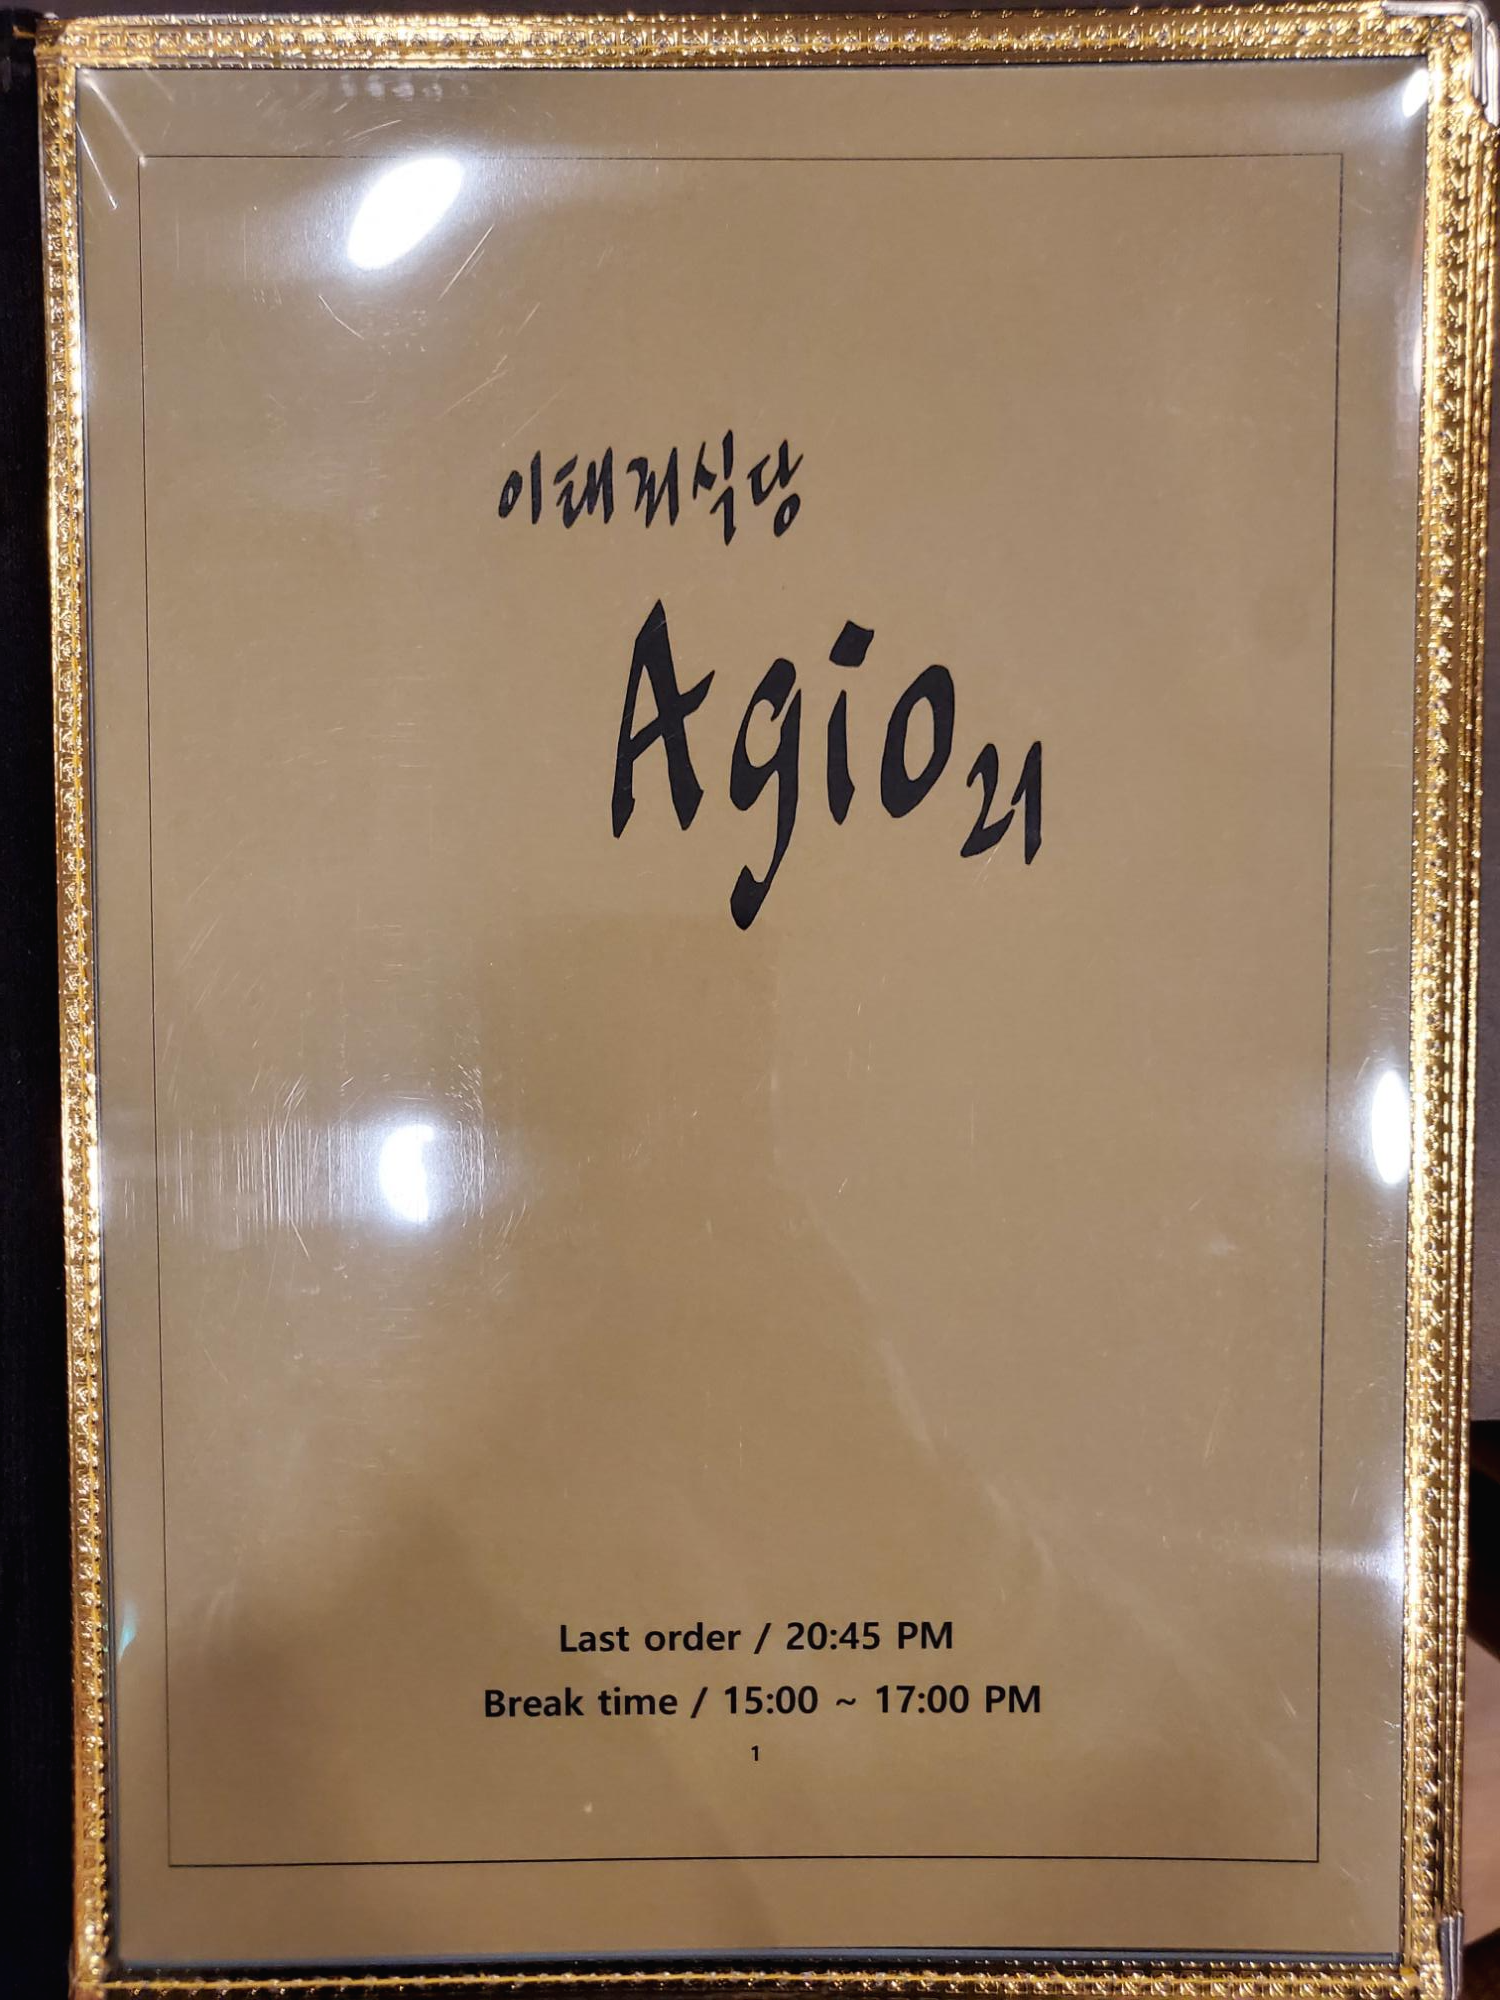 이태리식당
Agio21
Last order / 20:45 PM
Break time / 15:00 ~ 17:00 PM
1